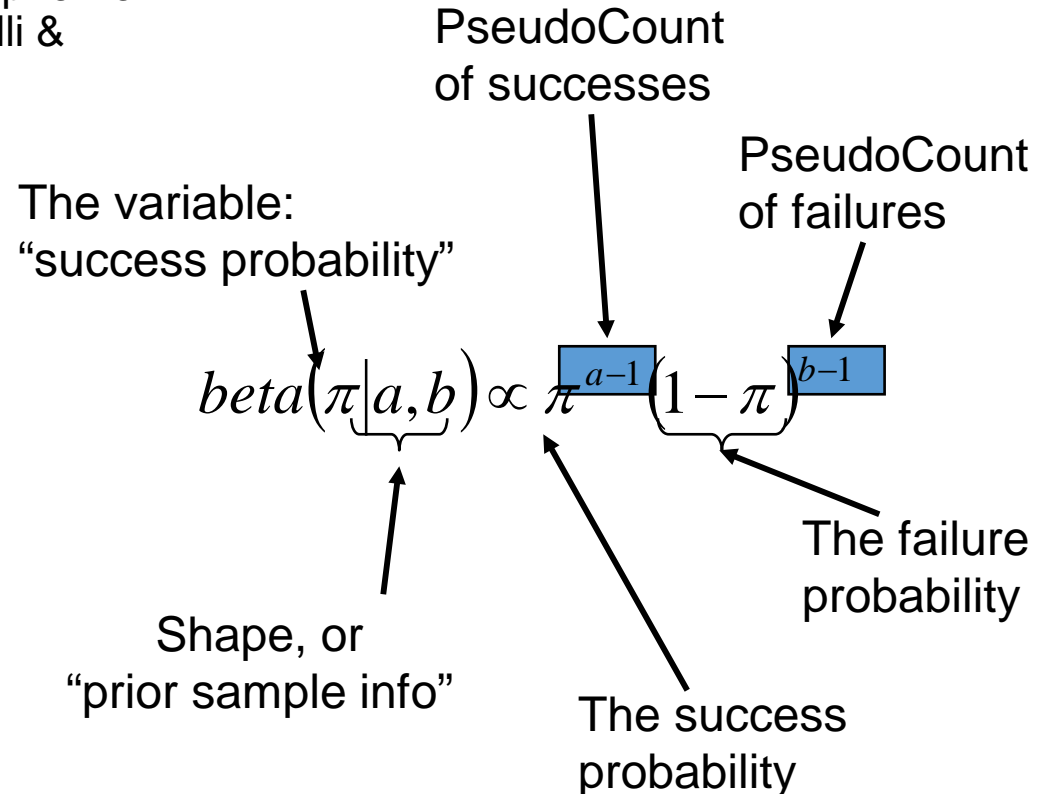 lli &
PseudoCount
of successes
PseudoCount
of failures
The variable:
“success probability”
beta(π|a,b) ∝ π^{a−1}(1 − π)^{b−1}
The failure
probability
Shape, or
“prior sample info”
The success
probability